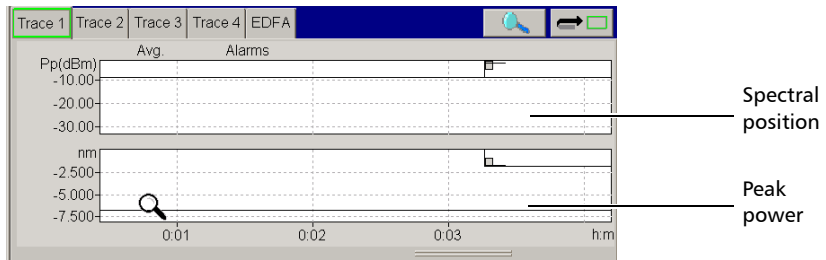 Trace 1 Trace 2 Trace 3 Trace 4 EDFA
Avg. Alarms
Pp(dBm)
-10.00
-20.00
-30.00
Spectral
position
nm
-2.500
-5.000
-7.500
Peak
power
0:01 0:02 0:03 h:m